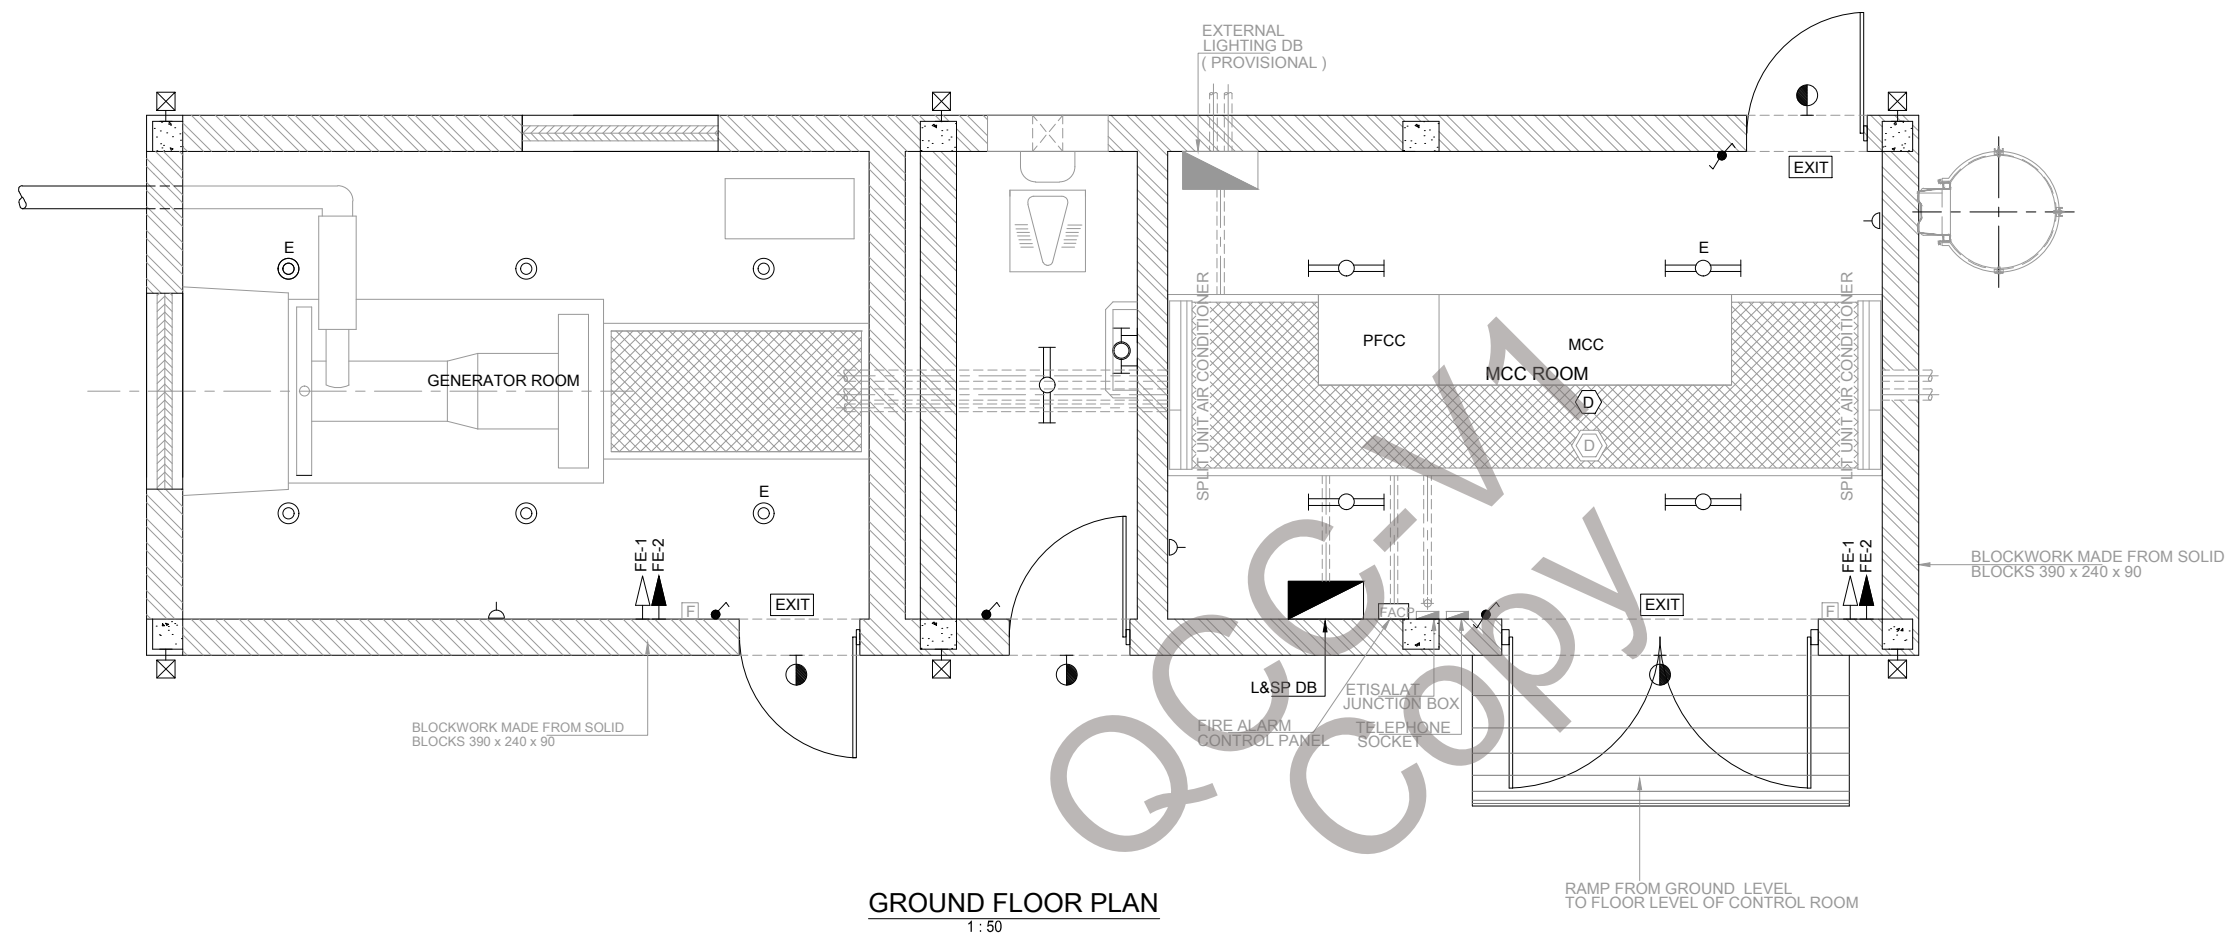 EXTERNAL
LIGHTING DB
( PROVISIONAL )
EXIT
E
E
SPLIT UNIT AIR CONDITIONER
SPLIT UNIT AIR CONDITIONER
PFCC
MCC
MCC ROOM
GENERATOR ROOM
D
D
E
FE-1
FE-2
F
EXIT
FACP
EXIT
F
FE-1
FE-2
BLOCKWORK MADE FROM SOLID
BLOCKS 390 x 240 x 90
L&SP DB
ETISALAT
JUNCTION BOX
FIRE ALARM
CONTROL PANEL
TELEPHONE
SOCKET
BLOCKWORK MADE FROM SOLID
BLOCKS 390 x 240 x 90
QCC-V1
Copy
RAMP FROM GROUND LEVEL
TO FLOOR LEVEL OF CONTROL ROOM
GROUND FLOOR PLAN
1 : 50